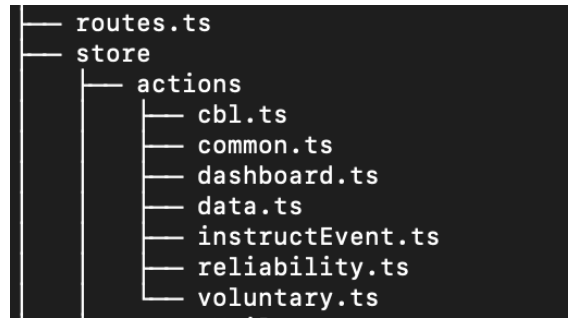 ├── routes.ts
├── store
│   ├── actions
│   │   ├── cbl.ts
│   │   ├── common.ts
│   │   ├── dashboard.ts
│   │   ├── data.ts
│   │   ├── instructEvent.ts
│   │   ├── reliability.ts
│   │   └── voluntary.ts